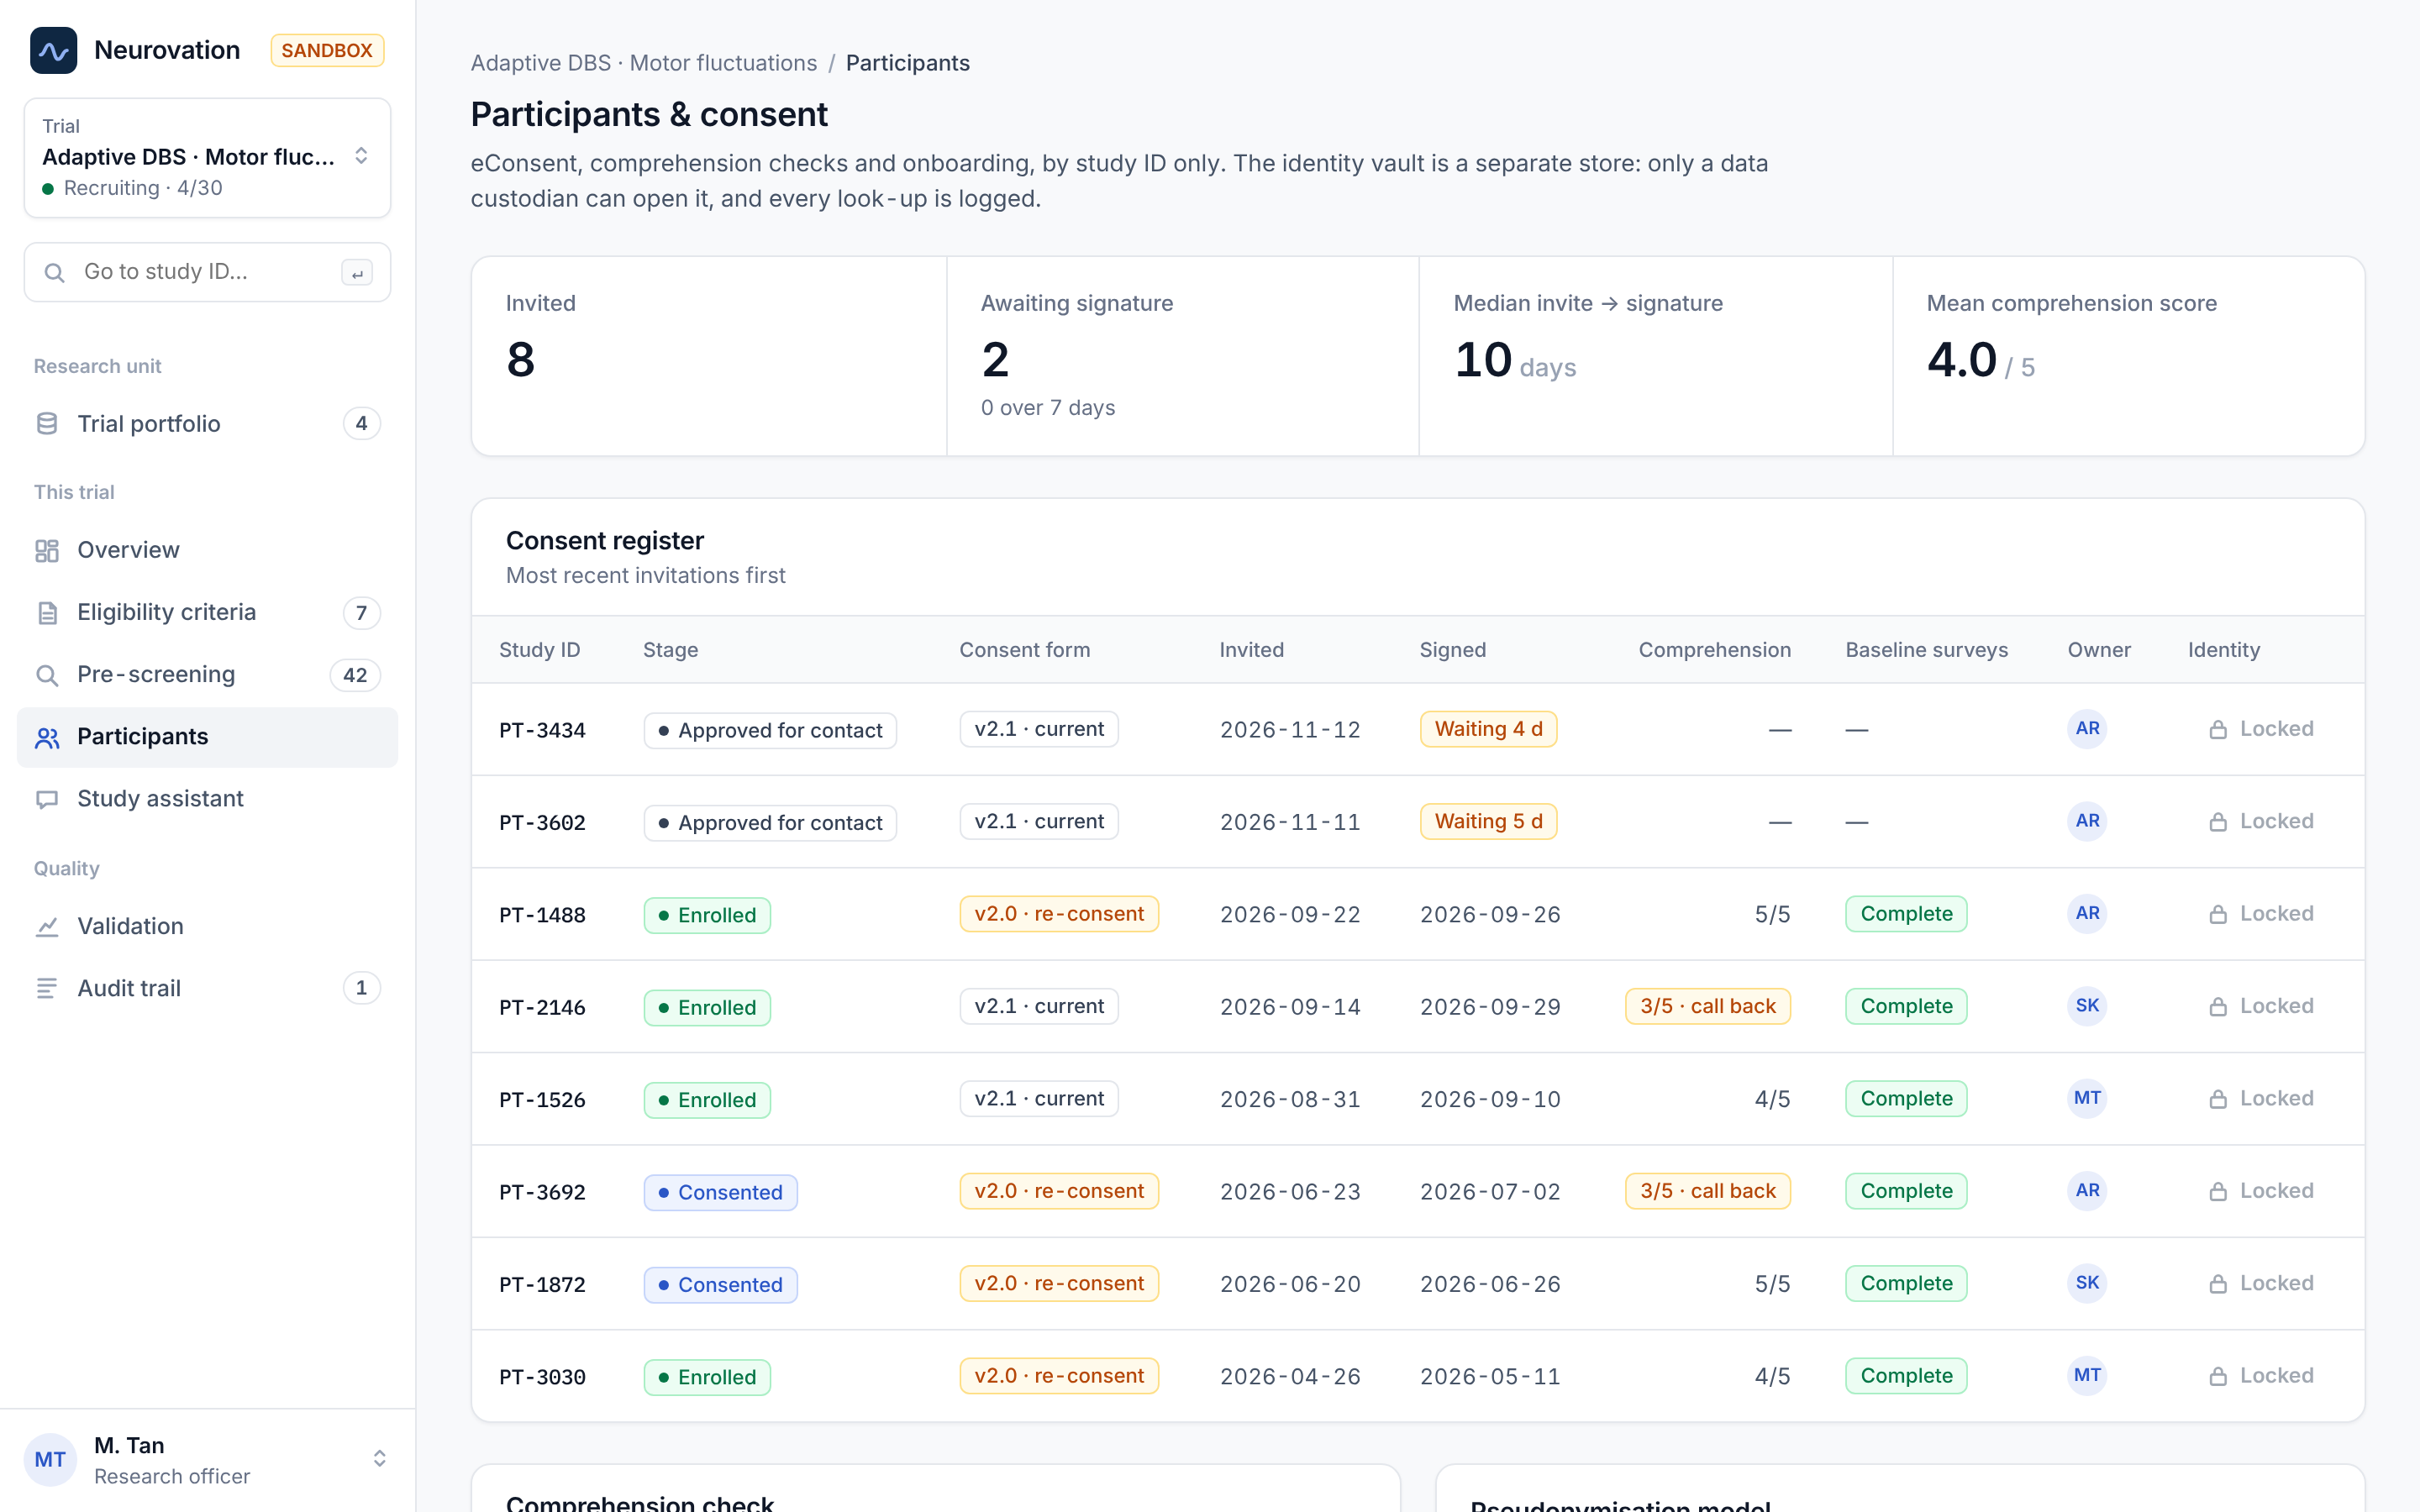 Neurovation
SANDBOX
Trial
Adaptive DBS · Motor fluc...
Recruiting · 4/30
Go to study ID...
Research unit
Trial portfolio 4
This trial
Overview
Eligibility criteria 7
Pre-screening 42
Participants
Study assistant
Quality
Validation
Audit trail 1
MT
M. Tan
Research officer
Adaptive DBS · Motor fluctuations / Participants
Participants & consent
eConsent, comprehension checks and onboarding, by study ID only. The identity vault is a separate store: only a data
custodian can open it, and every look-up is logged.
Invited
8
Awaiting signature
2
0 over 7 days
Median invite → signature
10 days
Mean comprehension score
4.0 / 5
Consent register
Most recent invitations first
Study ID Stage Consent form Invited Signed Comprehension Baseline surveys Owner Identity
PT-3434 Approved for contact v2.1 · current 2026-11-12 Waiting 4 d — — AR Locked
PT-3602 Approved for contact v2.1 · current 2026-11-11 Waiting 5 d — — AR Locked
PT-1488 Enrolled v2.0 · re-consent 2026-09-22 2026-09-26 5/5 Complete AR Locked
PT-2146 Enrolled v2.1 · current 2026-09-14 2026-09-29 3/5 · call back Complete SK Locked
PT-1526 Enrolled v2.1 · current 2026-08-31 2026-09-10 4/5 Complete MT Locked
PT-3692 Consented v2.0 · re-consent 2026-06-23 2026-07-02 3/5 · call back Complete AR Locked
PT-1872 Consented v2.0 · re-consent 2026-06-20 2026-06-26 5/5 Complete SK Locked
PT-3030 Enrolled v2.0 · re-consent 2026-04-26 2026-05-11 4/5 Complete MT Locked
Comprehension check
Pseudonymisation model